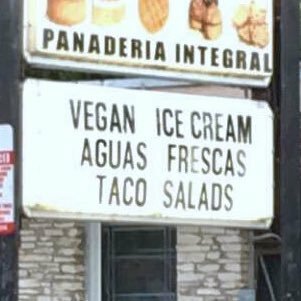 PANADERIA INTEGRAL
VEGAN ICE CREAM
AGUAS FRESCAS
TACO SALADS